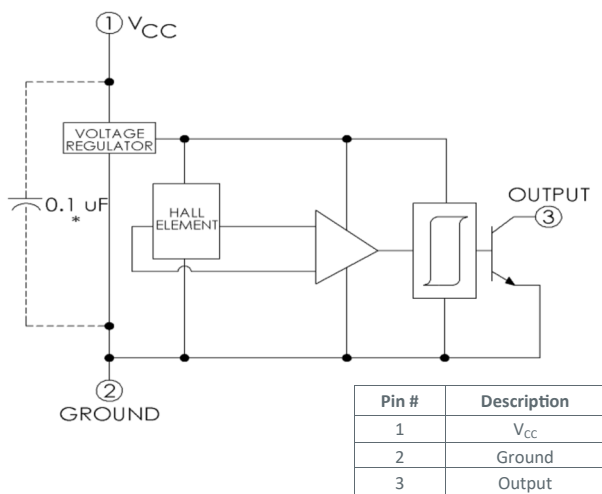 1 VCC
VOLTAGE
REGULATOR
0.1 uF
*
HALL
ELEMENT
OUTPUT
3
2
GROUND
Pin # Description
1 VCC
2 Ground
3 Output